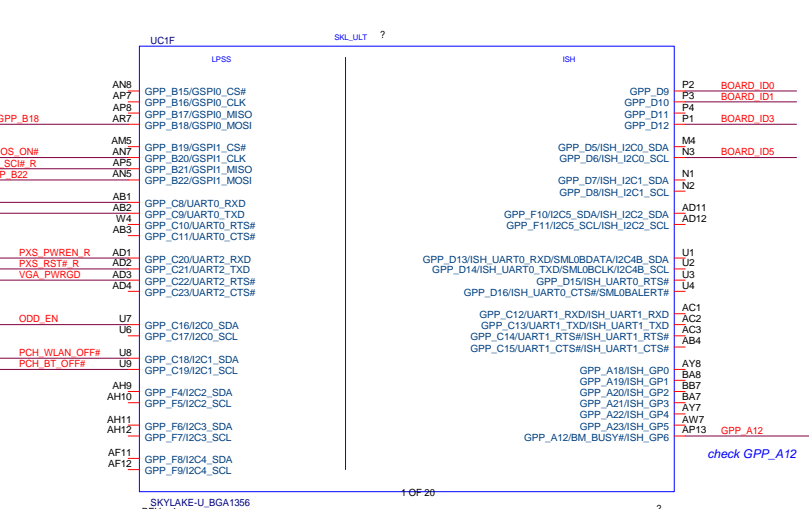 UC1F SKL_ULT ?
LPSS ISH
AN8 GPP_B15/GSPI0_CS#
AP7 GPP_B16/GSPI0_CLK
AP8 GPP_B17/GSPI0_MISO
GPP_B18 AR7 GPP_B18/GSPI0_MOSI
AM5 GPP_B19/GSPI1_CS#
OS_ON# AN7 GPP_B20/GSPI1_CLK
SCI#_R AP5 GPP_B21/GSPI1_MISO
P_B22 AN5 GPP_B22/GSPI1_MOSI
AB1 GPP_C8/UART0_RXD
AB2 GPP_C9/UART0_TXD
W4 GPP_C10/UART0_RTS#
AB3 GPP_C11/UART0_CTS#
PXS_PWREN_R AD1 GPP_C20/UART2_RXD
PXS_RST#_R AD2 GPP_C21/UART2_TXD
VGA_PWRGD AD3 GPP_C22/UART2_RTS#
AD4 GPP_C23/UART2_CTS#
ODD_EN U7 GPP_C16/I2C0_SDA
U6 GPP_C17/I2C0_SCL
PCH_WLAN_OFF# U8 GPP_C18/I2C1_SDA
PCH_BT_OFF# U9 GPP_C19/I2C1_SCL
AH9 GPP_F4/I2C2_SDA
AH10 GPP_F5/I2C2_SCL
AH11 GPP_F6/I2C3_SDA
AH12 GPP_F7/I2C3_SCL
AF11 GPP_F8/I2C4_SDA
AF12 GPP_F9/I2C4_SCL
GPP_D9 P2 BOARD_ID0
GPP_D10 P3 BOARD_ID1
GPP_D11 P4
GPP_D12 P1 BOARD_ID3
GPP_D5/ISH_I2C0_SDA M4
GPP_D6/ISH_I2C0_SCL N3 BOARD_ID5
GPP_D7/ISH_I2C1_SDA N1
GPP_D8/ISH_I2C1_SCL N2
GPP_F10/I2C5_SDA/ISH_I2C2_SDA AD11
GPP_F11/I2C5_SCL/ISH_I2C2_SCL AD12
GPP_D13/ISH_UART0_RXD/SML0BDATA/I2C4B_SDA U1
GPP_D14/ISH_UART0_TXD/SML0BCLK/I2C4B_SCL U2
GPP_D15/ISH_UART0_RTS# U3
GPP_D16/ISH_UART0_CTS#/SML0BALERT# U4
GPP_C12/UART1_RXD/ISH_UART1_RXD AC1
GPP_C13/UART1_TXD/ISH_UART1_TXD AC2
GPP_C14/UART1_RTS#/ISH_UART1_RTS# AC3
GPP_C15/UART1_CTS#/ISH_UART1_CTS# AB4
GPP_A18/ISH_GP0 AY8
GPP_A19/ISH_GP1 BA8
GPP_A20/ISH_GP2 BB7
GPP_A21/ISH_GP3 BA7
GPP_A22/ISH_GP4 AY7
GPP_A23/ISH_GP5 AW7
GPP_A12/BM_BUSY#/ISH_GP6 AP13 GPP_A12
check GPP_A12
1 OF 20
SKYLAKE-U_BGA1356
?